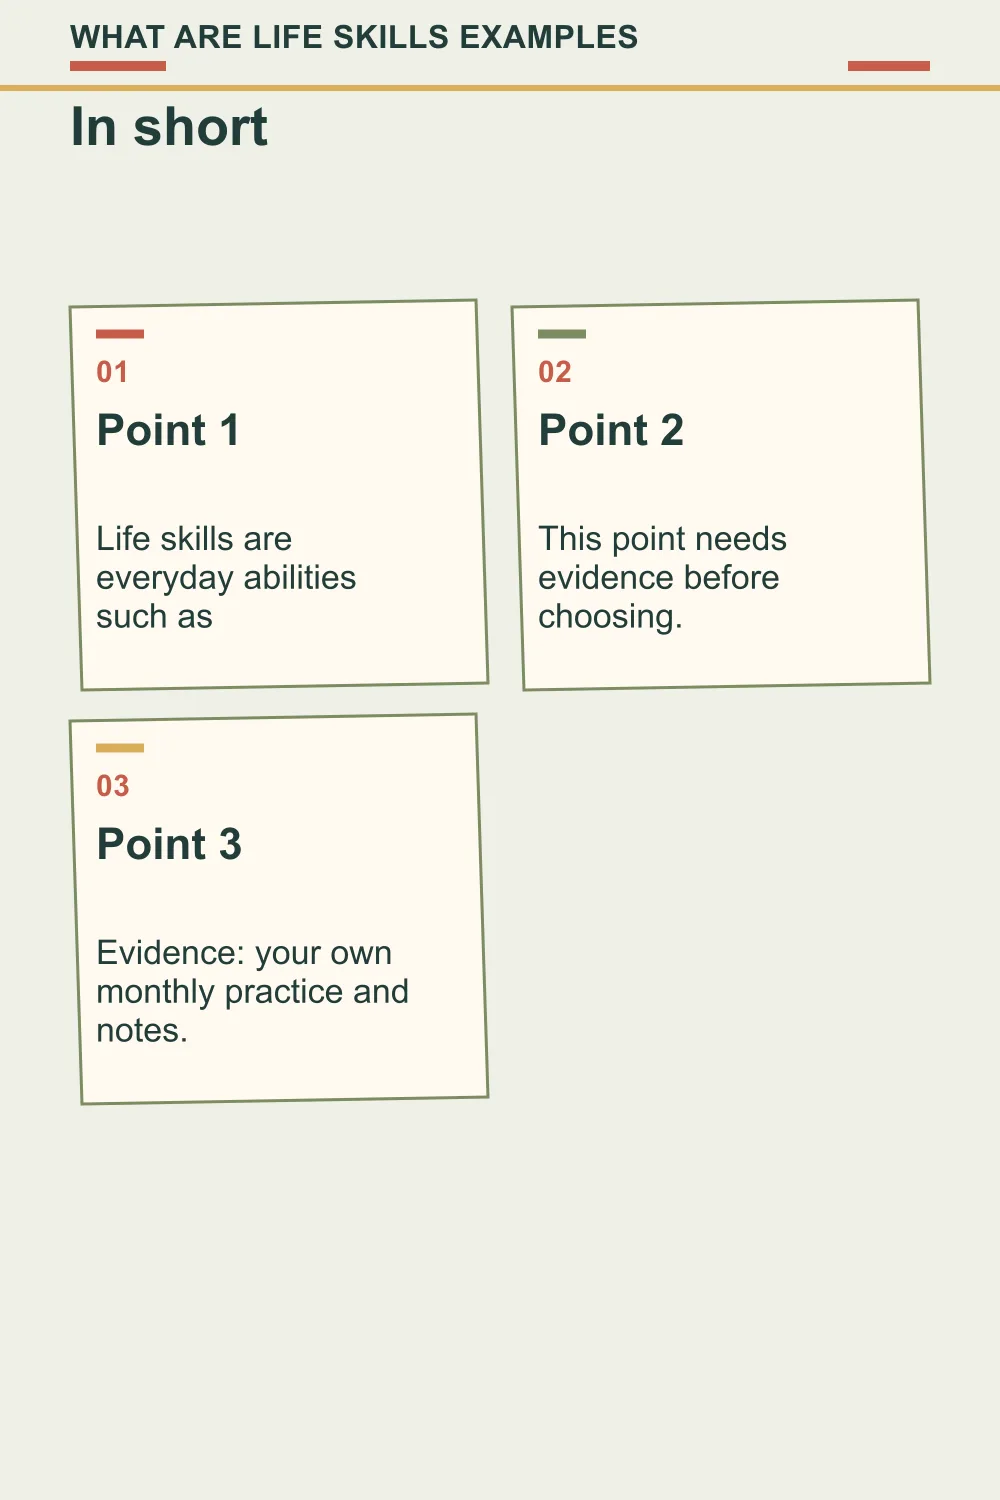 WHAT ARE LIFE SKILLS EXAMPLES
In short
01
Point 1
Life skills are
everyday abilities
such as
02
Point 2
This point needs
evidence before
choosing.
03
Point 3
Evidence: your own
monthly practice and
notes.